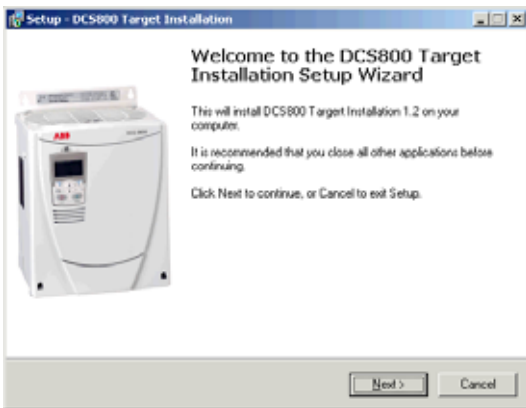 Setup - DCS800 Target Installation
Welcome to the DCS800 Target
Installation Setup Wizard
This will install DCS800 Targert Installation 1.2 on your
computer.
It is recommended that you close all other applications before
continuing.
Click Next to continue, or Cancel to exit Setup.
ABB
Next >
Cancel